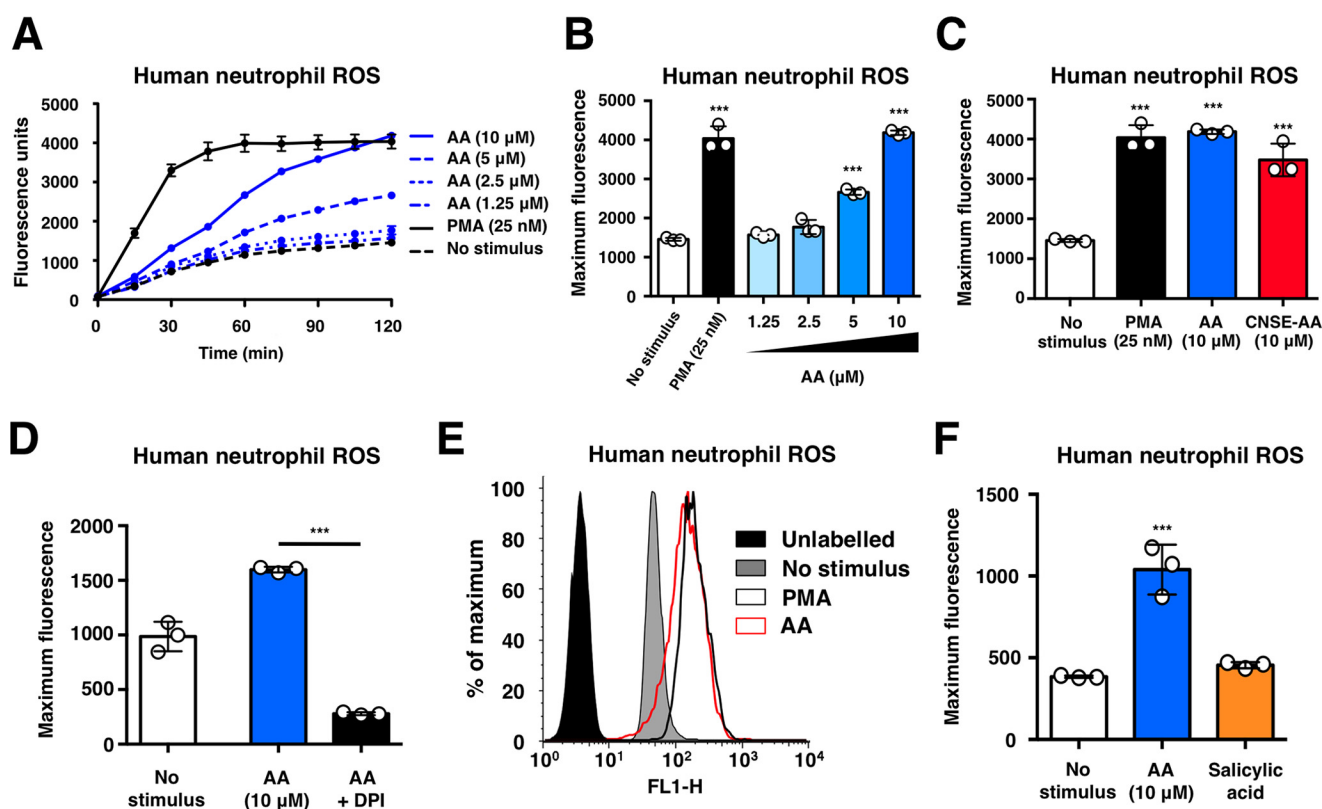 A
Human neutrophil ROS
Fluorescence units
5000
4000
3000
2000
1000
0
0
30
60
90
120
Time (min)
AA (10 µM)
AA (5 µM)
AA (2.5 µM)
AA (1.25 µM)
PMA (25 nM)
No stimulus
B
Human neutrophil ROS
Maximum fluorescence
5000
4000
3000
2000
1000
0
***
***
***
No stimulus
PMA (25 nM)
1.25
2.5
5
10
AA (µM)
C
Human neutrophil ROS
Maximum fluorescence
5000
4000
3000
2000
1000
0
***
***
***
No
stimulus
PMA
(25 nM)
AA
(10 µM)
CNSE-AA
(10 µM)
D
Human neutrophil ROS
Maximum fluorescence
2000
1500
1000
500
0
***
No
stimulus
AA
(10 µM)
AA
+ DPI
E
Human neutrophil ROS
% of maximum
100
80
60
40
20
0
10⁰
10¹
10²
10³
10⁴
FL1-H
Unlabelled
No stimulus
PMA
AA
F
Human neutrophil ROS
Maximum fluorescence
1500
1000
500
0
***
No
stimulus
AA
(10 µM)
Salicylic
acid